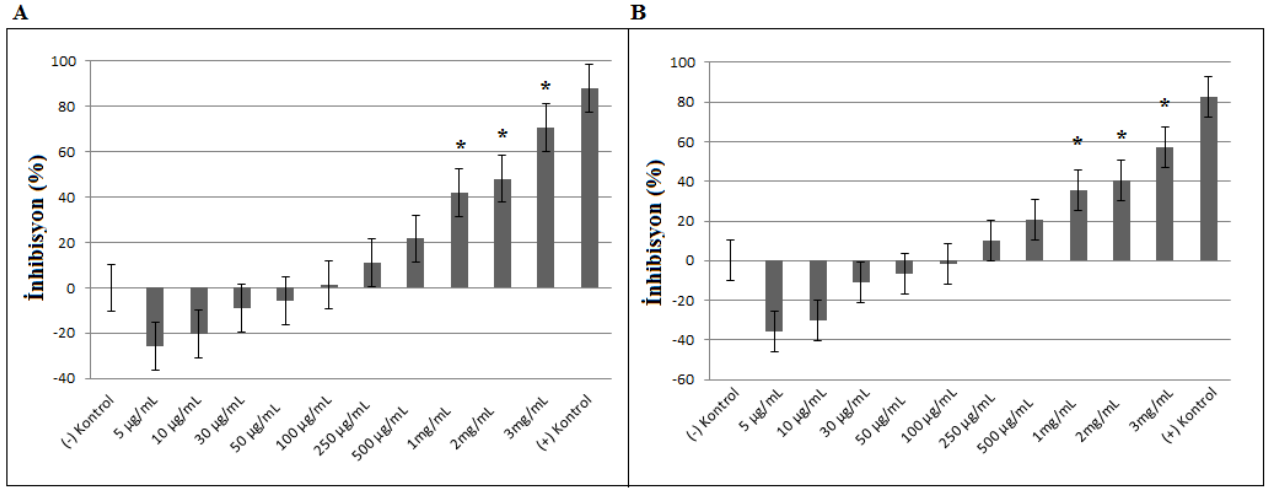 A
B
100
80
60
40
20
0
-20
-40
İnhibisyon (%)
*
*
*
(-) Kontrol
5 µg/mL
10 µg/mL
30 µg/mL
50 µg/mL
100 µg/mL
250 µg/mL
500 µg/mL
1mg/mL
2mg/mL
3mg/mL
(+) Kontrol
100
80
60
40
20
0
-20
-40
-60
İnhibisyon (%)
*
*
*
(-) Kontrol
5 µg/mL
10 µg/mL
30 µg/mL
50 µg/mL
100 µg/mL
250 µg/mL
500 µg/mL
1mg/mL
2mg/mL
3mg/mL
(+) Kontrol